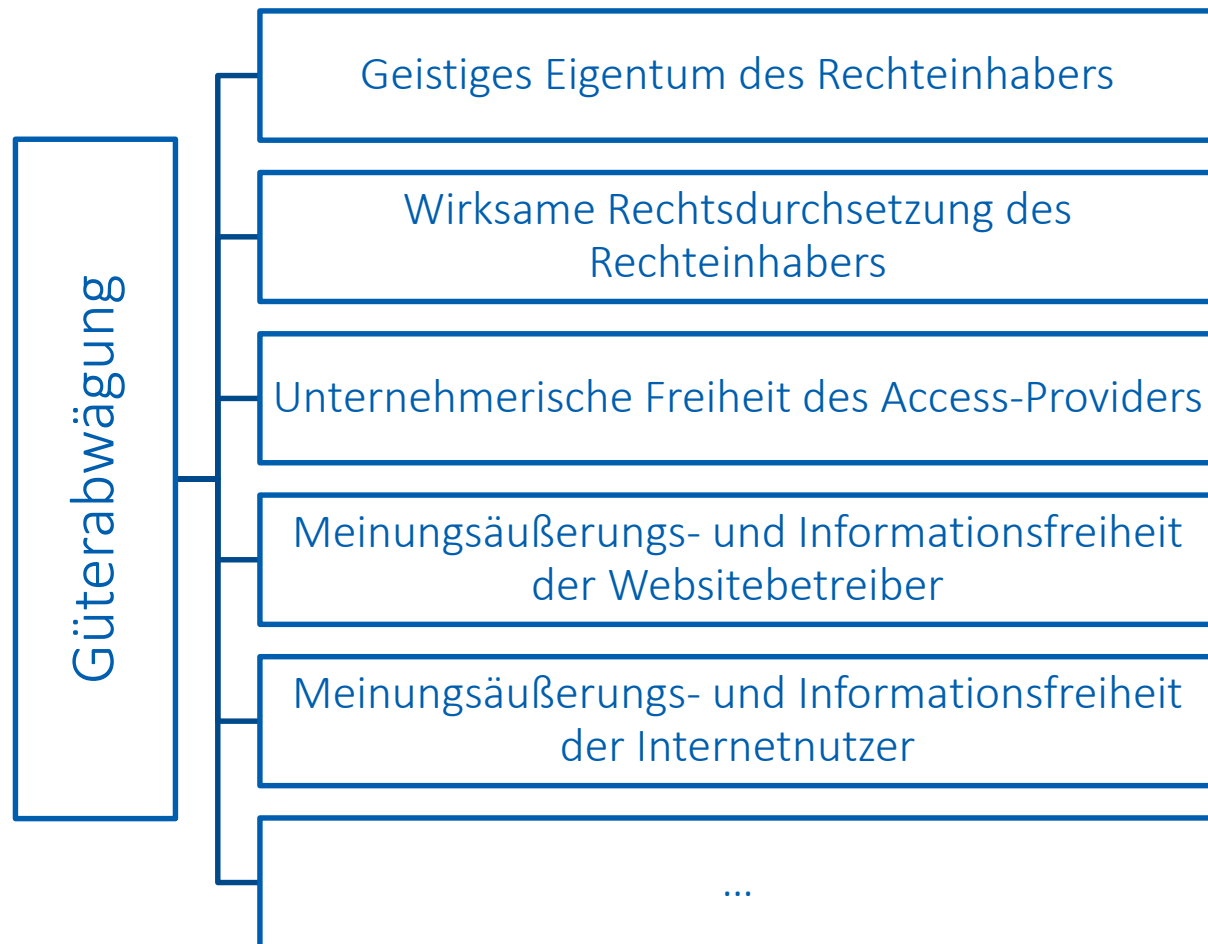 Güterabwägung
Geistiges Eigentum des Rechteinhabers
Wirksame Rechtsdurchsetzung des
Rechteinhabers
Unternehmerische Freiheit des Access-Providers
Meinungsäußerungs- und Informationsfreiheit
der Websitebetreiber
Meinungsäußerungs- und Informationsfreiheit
der Internetnutzer
...